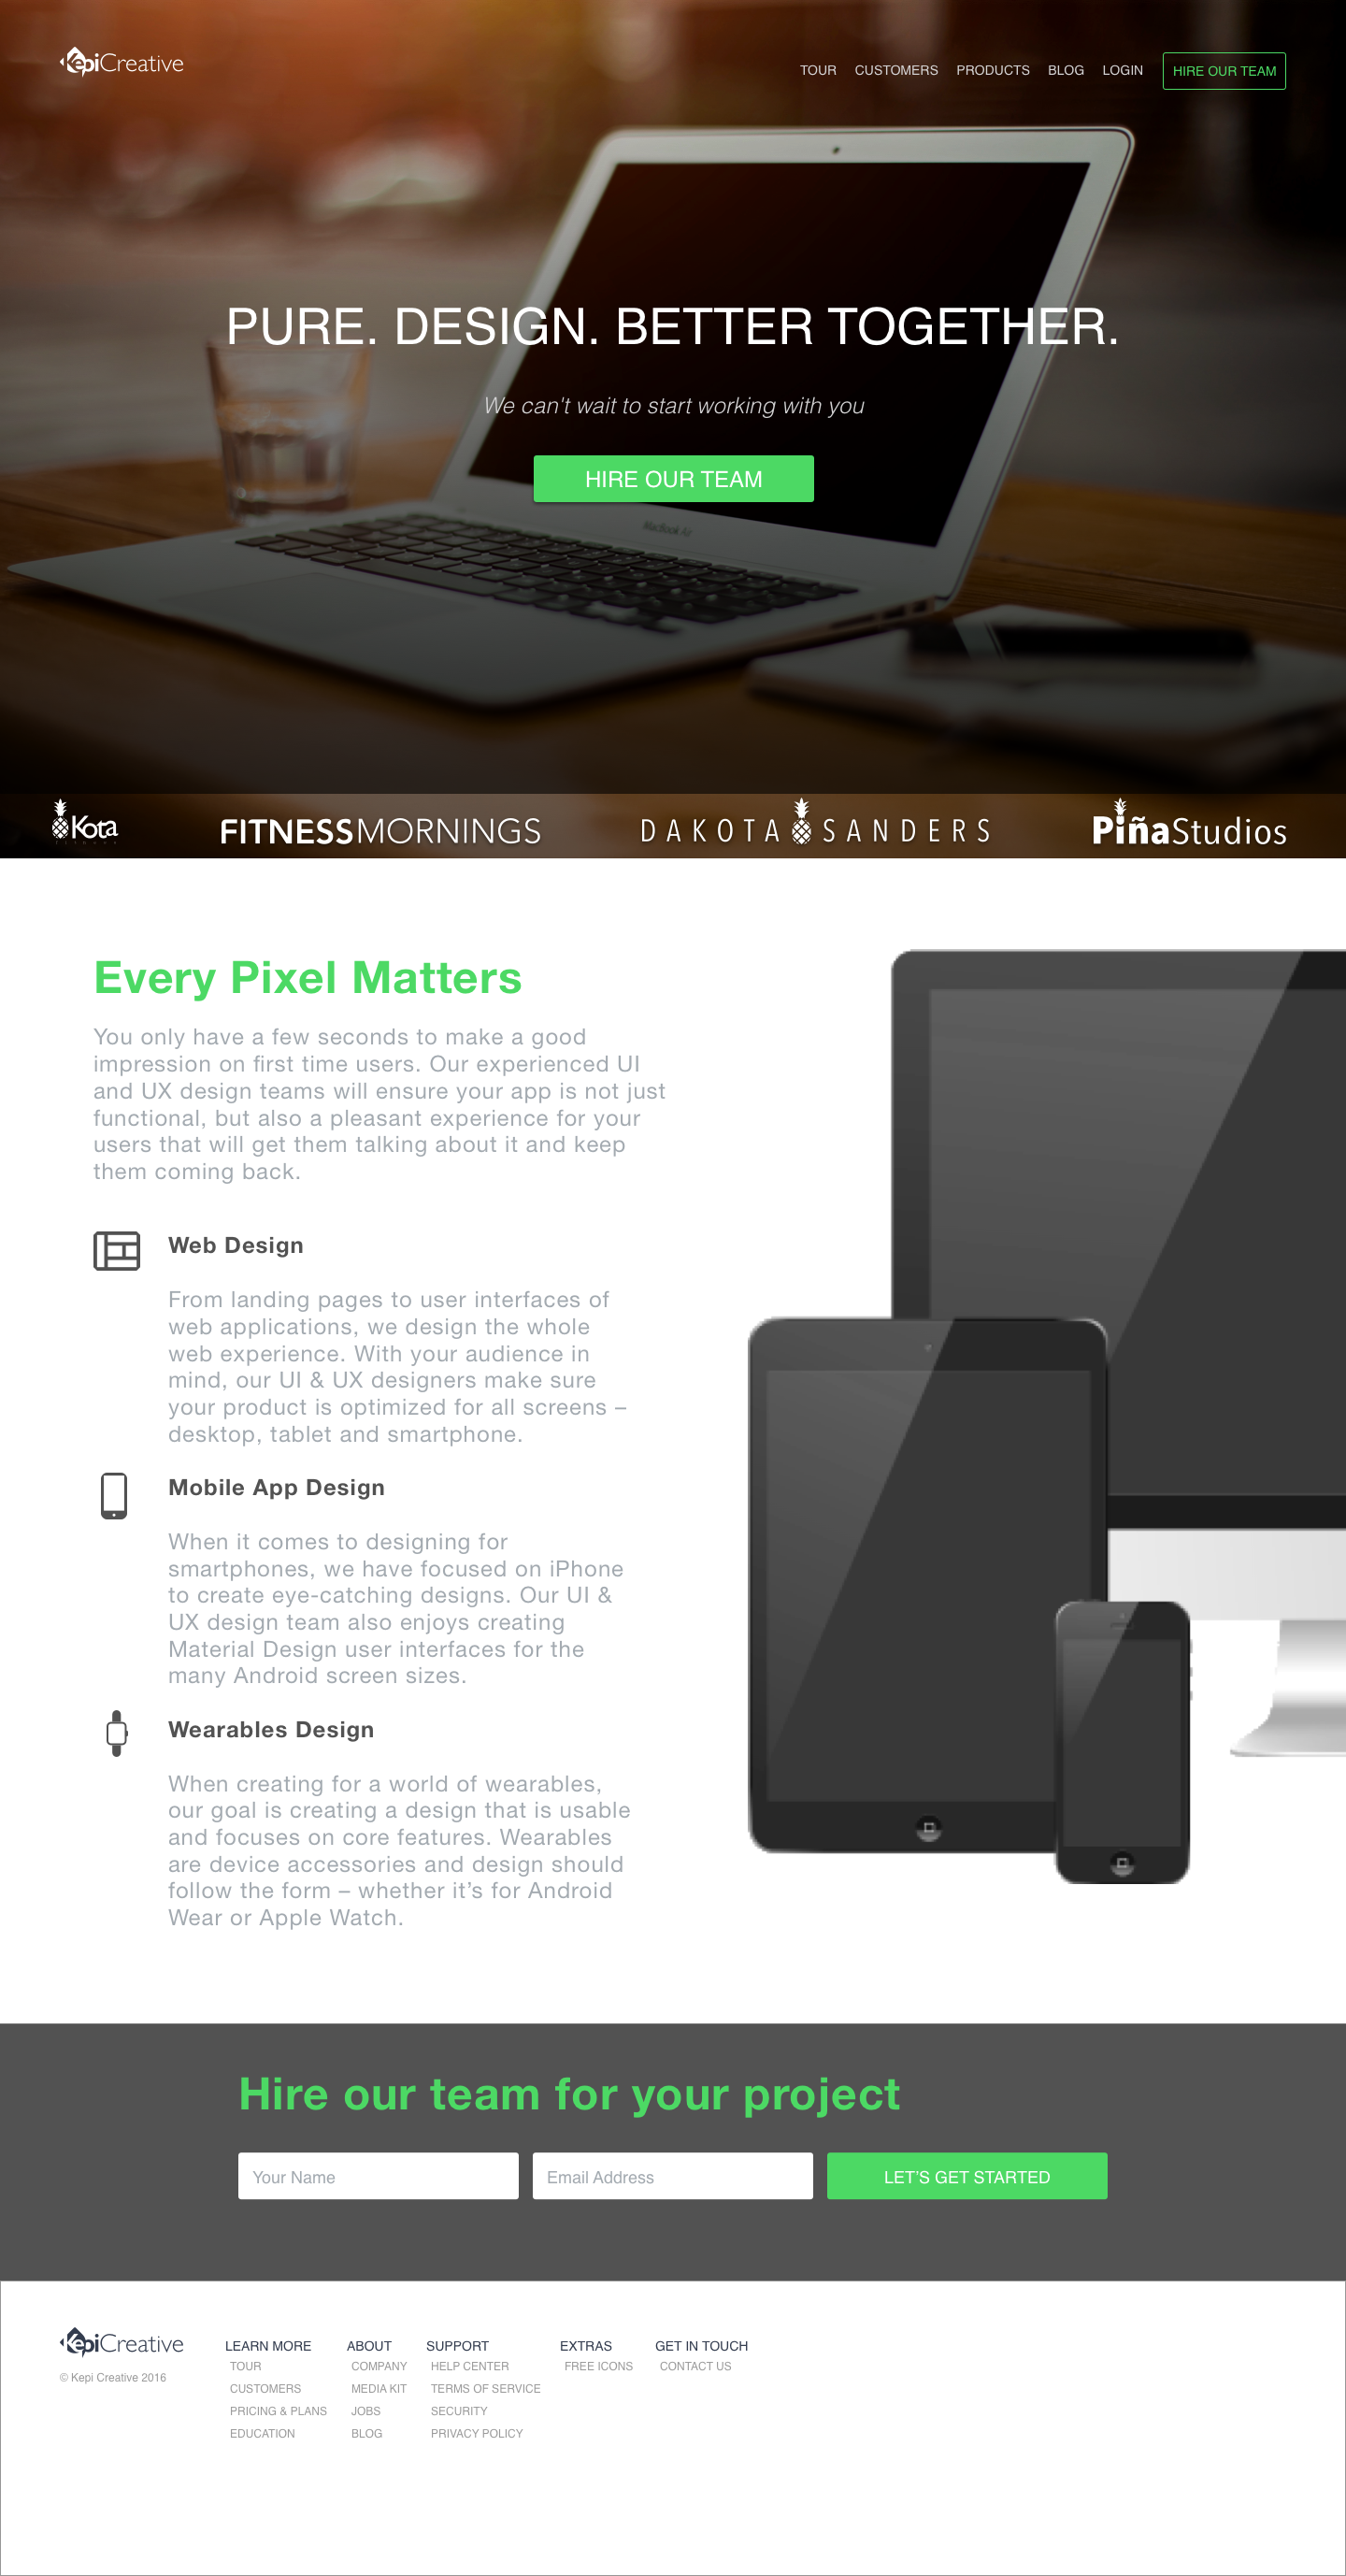 KepiCreative
TOUR CUSTOMERS PRODUCTS BLOG LOGIN HIRE OUR TEAM
PURE. DESIGN. BETTER TOGETHER.
We can't wait to start working with you
HIRE OUR TEAM
MacBook Air
Kota FITNESSMORNINGS DAKOTA SANDERS PiñaStudios
Every Pixel Matters
You only have a few seconds to make a good
impression on first time users. Our experienced UI
and UX design teams will ensure your app is not just
functional, but also a pleasant experience for your
users that will get them talking about it and keep
them coming back.
Web Design
From landing pages to user interfaces of
web applications, we design the whole
web experience. With your audience in
mind, our UI & UX designers make sure
your product is optimized for all screens –
desktop, tablet and smartphone.
Mobile App Design
When it comes to designing for
smartphones, we have focused on iPhone
to create eye-catching designs. Our UI &
UX design team also enjoys creating
Material Design user interfaces for the
many Android screen sizes.
Wearables Design
When creating for a world of wearables,
our goal is creating a design that is usable
and focuses on core features. Wearables
are device accessories and design should
follow the form – whether it’s for Android
Wear or Apple Watch.
Hire our team for your project
Your Name Email Address LET’S GET STARTED
KepiCreative
© Kepi Creative 2016
LEARN MORE
TOUR
CUSTOMERS
PRICING & PLANS
EDUCATION
ABOUT
COMPANY
MEDIA KIT
JOBS
BLOG
SUPPORT
HELP CENTER
TERMS OF SERVICE
SECURITY
PRIVACY POLICY
EXTRAS
FREE ICONS
GET IN TOUCH
CONTACT US